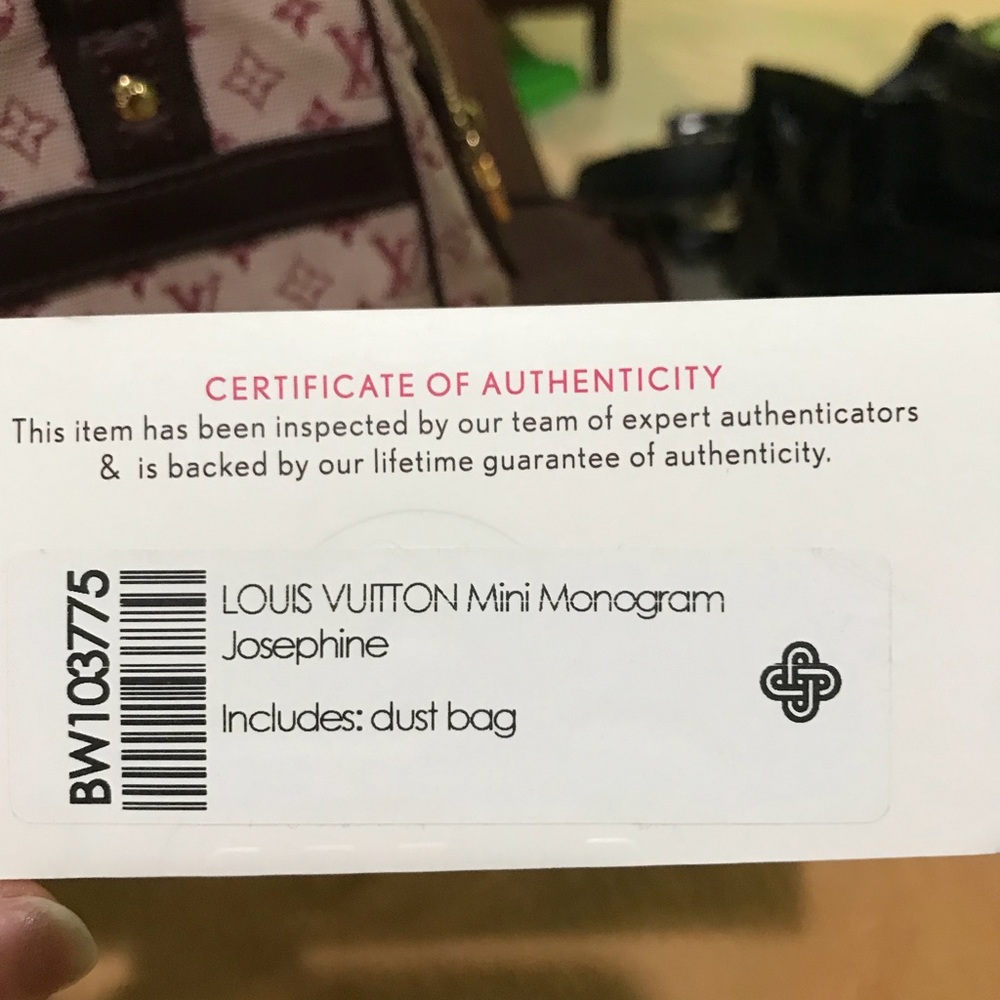 CERTIFICATE OF AUTHENTICITY
This item has been inspected by our team of expert authenticators
& is backed by our lifetime guarantee of authenticity.
BW103775
LOUIS VUITTON Mini Monogram
Josephine
Includes: dust bag